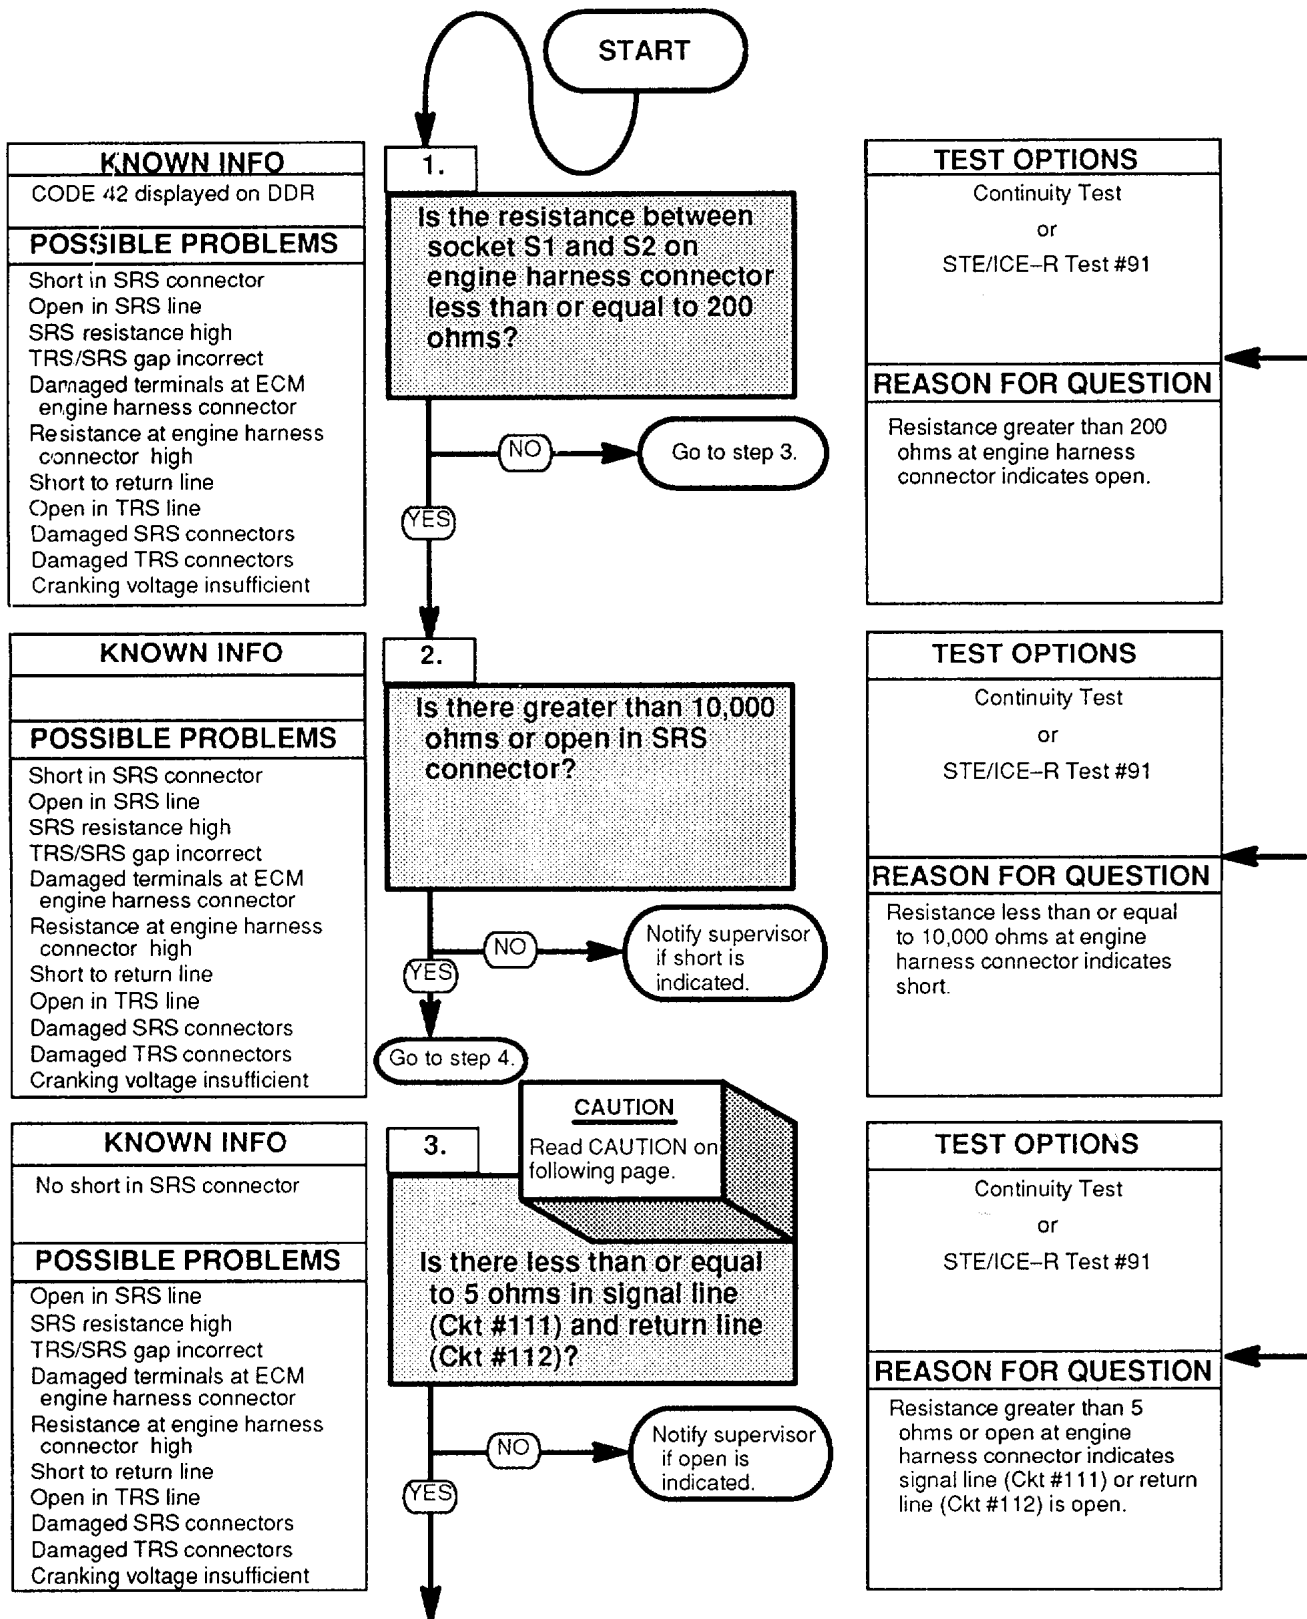 START
KNOWN INFO
CODE 42 displayed on DDR
POSSIBLE PROBLEMS
Short in SRS connector
Open in SRS line
SRS resistance high
TRS/SRS gap incorrect
Damaged terminals at ECM
engine harness connector
Resistance at engine harness
connector high
Short to return line
Open in TRS line
Damaged SRS connectors
Damaged TRS connectors
Cranking voltage insufficient
1.
Is the resistance between
socket S1 and S2 on
engine harness connector
less than or equal to 200
ohms?
NO
Go to step 3.
YES
TEST OPTIONS
Continuity Test
or
STE/ICE–R Test #91
REASON FOR QUESTION
Resistance greater than 200
ohms at engine harness
connector indicates open.
KNOWN INFO
POSSIBLE PROBLEMS
Short in SRS connector
Open in SRS line
SRS resistance high
TRS/SRS gap incorrect
Damaged terminals at ECM
engine harness connector
Resistance at engine harness
connector high
Short to return line
Open in TRS line
Damaged SRS connectors
Damaged TRS connectors
Cranking voltage insufficient
2.
Is there greater than 10,000
ohms or open in SRS
connector?
NO
Notify supervisor
if short is
indicated.
YES
Go to step 4.
TEST OPTIONS
Continuity Test
or
STE/ICE–R Test #91
REASON FOR QUESTION
Resistance less than or equal
to 10,000 ohms at engine
harness connector indicates
short.
KNOWN INFO
No short in SRS connector
POSSIBLE PROBLEMS
Open in SRS line
SRS resistance high
TRS/SRS gap incorrect
Damaged terminals at ECM
engine harness connector
Resistance at engine harness
connector high
Short to return line
Open in TRS line
Damaged SRS connectors
Damaged TRS connectors
Cranking voltage insufficient
3.
CAUTION
Read CAUTION on
following page.
Is there less than or equal
to 5 ohms in signal line
(Ckt #111) and return line
(Ckt #112)?
NO
Notify supervisor
if open is
indicated.
YES
TEST OPTIONS
Continuity Test
or
STE/ICE–R Test #91
REASON FOR QUESTION
Resistance greater than 5
ohms or open at engine
harness connector indicates
signal line (Ckt #111) or return
line (Ckt #112) is open.